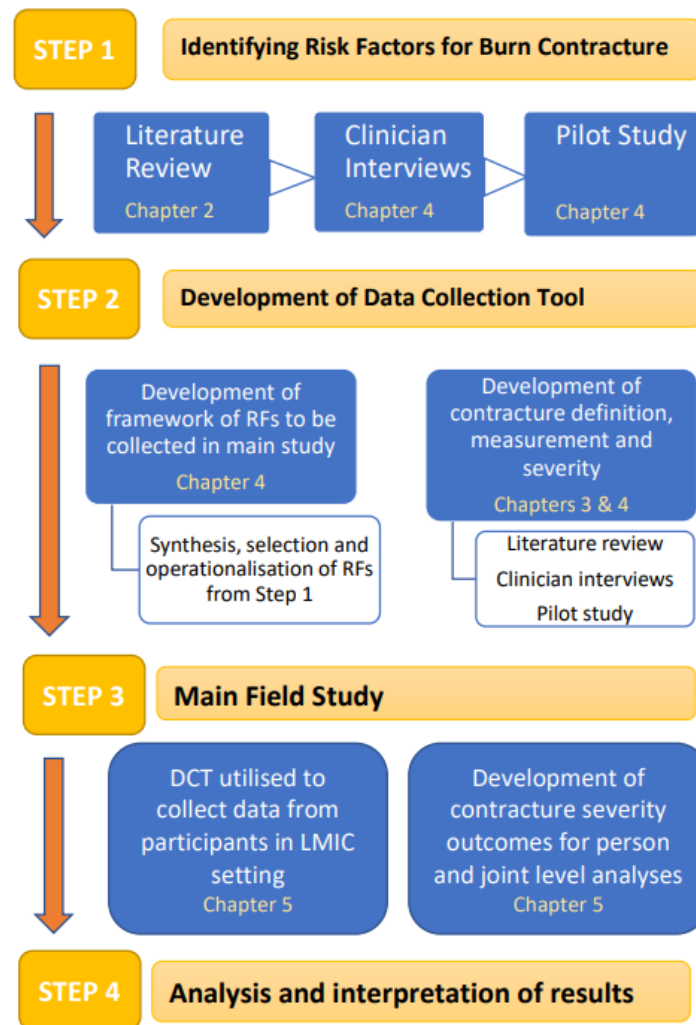 STEP 1
Identifying Risk Factors for Burn Contracture
Literature
Review
Chapter 2
Clinician
Interviews
Chapter 4
Pilot Study
Chapter 4
STEP 2
Development of Data Collection Tool
Development of
framework of RFs to be
collected in main study
Chapter 4
Synthesis, selection and
operationalisation of RFs
from Step 1
Development of
contracture definition,
measurement and
severity
Chapters 3 & 4
Literature review
Clinician interviews
Pilot study
STEP 3
Main Field Study
DCT utilised to
collect data from
participants in LMIC
setting
Chapter 5
Development of
contracture severity
outcomes for person
and joint level analyses
Chapter 5
STEP 4
Analysis and interpretation of results